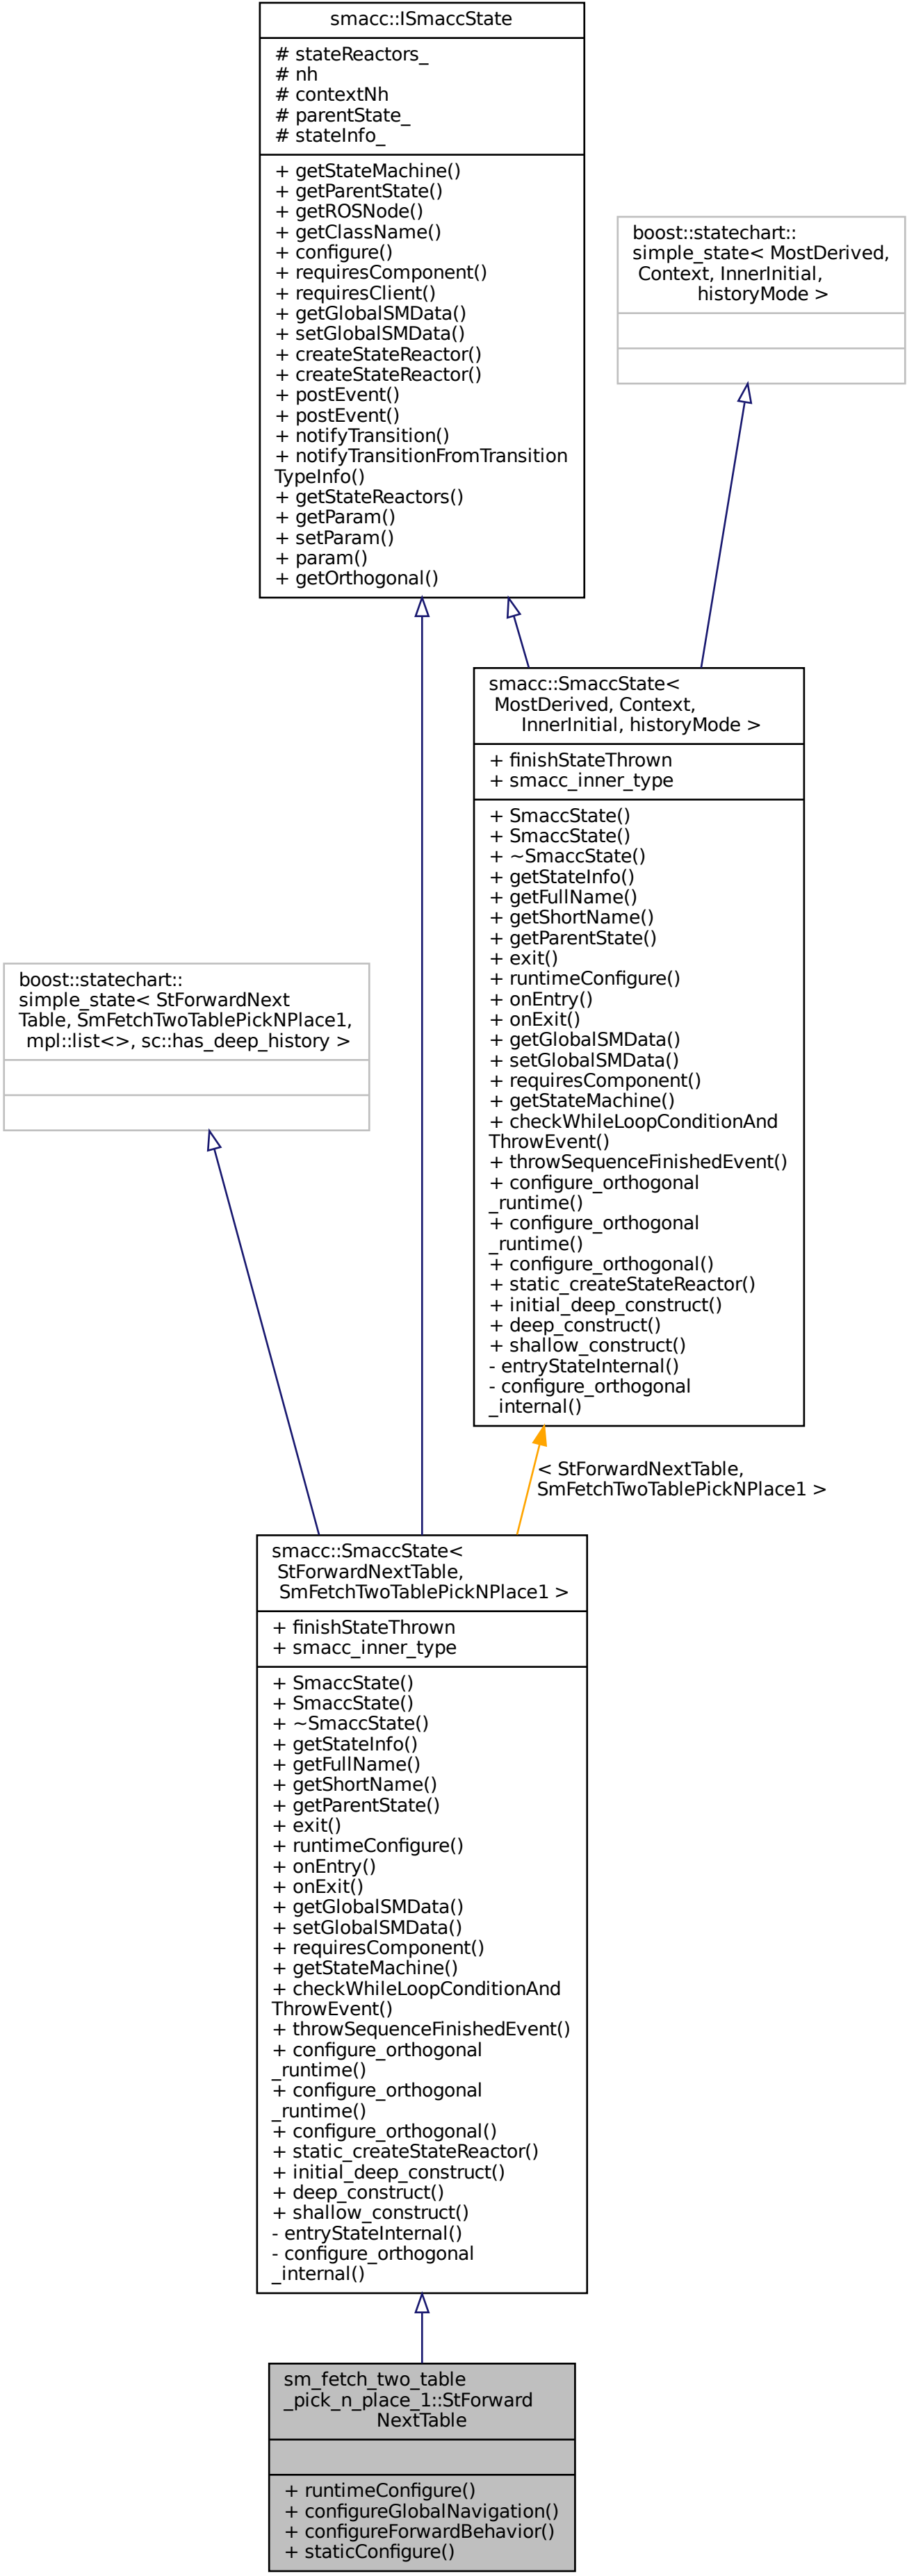 smacc::ISmaccState
# stateReactors_
# nh
# contextNh
# parentState_
# stateInfo_
+ getStateMachine()
+ getParentState()
+ getROSNode()
+ getClassName()
+ configure()
+ requiresComponent()
+ requiresClient()
+ getGlobalSMData()
+ setGlobalSMData()
+ createStateReactor()
+ createStateReactor()
+ postEvent()
+ postEvent()
+ notifyTransition()
+ notifyTransitionFromTransition
TypeInfo()
+ getStateReactors()
+ getParam()
+ setParam()
+ param()
+ getOrthogonal()
boost::statechart::
simple_state< MostDerived,
Context, InnerInitial,
historyMode >
smacc::SmaccState<
MostDerived, Context,
InnerInitial, historyMode >
+ finishStateThrown
+ smacc_inner_type
+ SmaccState()
+ SmaccState()
+ ~SmaccState()
+ getStateInfo()
+ getFullName()
+ getShortName()
+ getParentState()
+ exit()
+ runtimeConfigure()
+ onEntry()
+ onExit()
+ getGlobalSMData()
+ setGlobalSMData()
+ requiresComponent()
+ getStateMachine()
+ checkWhileLoopConditionAnd
ThrowEvent()
+ throwSequenceFinishedEvent()
+ configure_orthogonal
_runtime()
+ configure_orthogonal
_runtime()
+ configure_orthogonal()
+ static_createStateReactor()
+ initial_deep_construct()
+ deep_construct()
+ shallow_construct()
- entryStateInternal()
- configure_orthogonal
_internal()
boost::statechart::
simple_state< StForwardNext
Table, SmFetchTwoTablePickNPlace1,
mpl::list<>, sc::has_deep_history >
< StForwardNextTable,
SmFetchTwoTablePickNPlace1 >
smacc::SmaccState<
StForwardNextTable,
SmFetchTwoTablePickNPlace1 >
+ finishStateThrown
+ smacc_inner_type
+ SmaccState()
+ SmaccState()
+ ~SmaccState()
+ getStateInfo()
+ getFullName()
+ getShortName()
+ getParentState()
+ exit()
+ runtimeConfigure()
+ onEntry()
+ onExit()
+ getGlobalSMData()
+ setGlobalSMData()
+ requiresComponent()
+ getStateMachine()
+ checkWhileLoopConditionAnd
ThrowEvent()
+ throwSequenceFinishedEvent()
+ configure_orthogonal
_runtime()
+ configure_orthogonal
_runtime()
+ configure_orthogonal()
+ static_createStateReactor()
+ initial_deep_construct()
+ deep_construct()
+ shallow_construct()
- entryStateInternal()
- configure_orthogonal
_internal()
sm_fetch_two_table
_pick_n_place_1::StForward
NextTable
+ runtimeConfigure()
+ configureGlobalNavigation()
+ configureForwardBehavior()
+ staticConfigure()